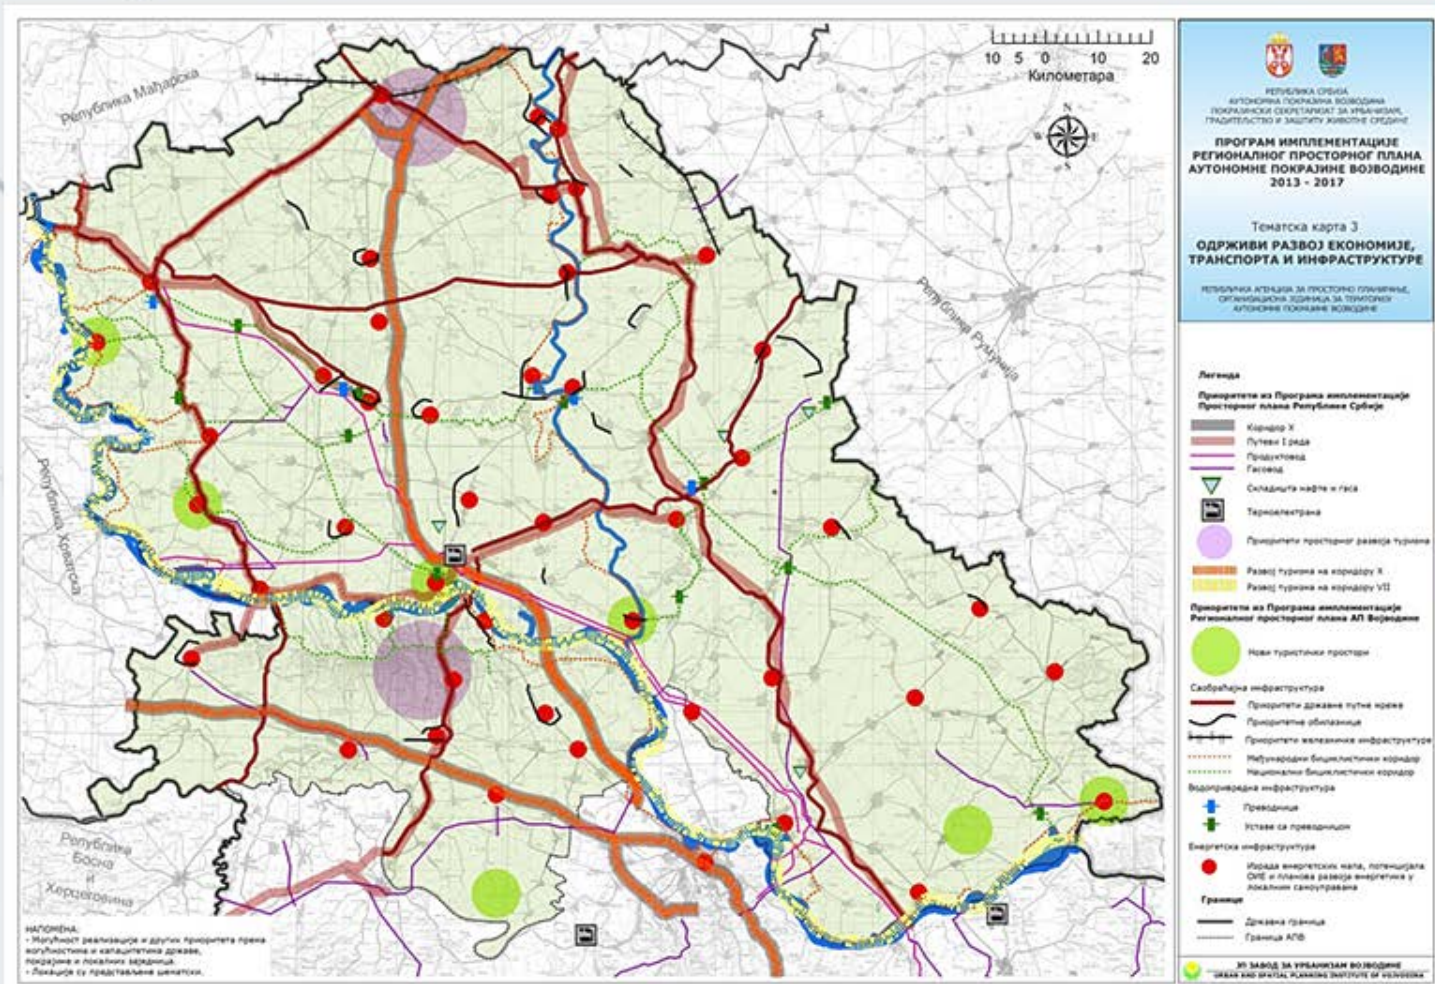 Република Мађарска
Република Румунија
Република Хрватска
Република
Босна
и
Херцеговина
10 5 0 10 20
Километара
N
E
S
РЕПУБЛИКА СРБИЈА
АУТОНОМНА ПОКРАЈИНА ВОЈВОДИНА
ПОКРАЈИНСКИ СЕКРЕТАРИЈАТ ЗА УРБАНИЗАМ,
ГРАДИТЕЉСТВО И ЗАШТИТУ ЖИВОТНЕ СРЕДИНЕ
ПРОГРАМ ИМПЛЕМЕНТАЦИЈЕ
РЕГИОНАЛНОГ ПРОСТОРНОГ ПЛАНА
АУТОНОМНЕ ПОКРАЈИНЕ ВОЈВОДИНЕ
2013 - 2017
Тематска карта 3
ОДРЖИВИ РАЗВОЈ ЕКОНОМИЈЕ,
ТРАНСПОРТА И ИНФРАСТРУКТУРЕ
РЕПУБЛИЧКА АГЕНЦИЈА ЗА ПРОСТОРНО ПЛАНИРАЊЕ,
ОРГАНИЗАЦИОНА ЈЕДИНИЦА ЗА ТЕРИТОРИЈУ
АУТОНОМНЕ ПОКРАЈИНЕ ВОЈВОДИНЕ
Легенда
Приоритети из Програма имплементације
Просторног плана Републике Србије
Коридор X
Путеви I реда
Продуктовод
Гасовод
Складишта нафте и гаса
Термоелектрана
Приоритети просторног развоја туризма
Развој туризма на коридору X
Развој туризма на коридору VII
Приоритети из Програма имплементације
Регионалног просторног плана АП Војводине
Нови туристички простори
Саобраћајна инфраструктура
Приоритети државне путне мреже
Приоритетне обилазнице
Приоритети железничке инфраструктуре
Међународни бициклистички коридор
Национални бициклистички коридор
Водопривредна инфраструктура
Преводнице
Уставе са преводницом
Енергетска инфраструктура
Израда енергетских мапа, потенцијала
ОИЕ и планова развоја енергетике у
локалним самоуправама
Границе
Државна граница
Граница АПВ
НАПОМЕНА:
- Могућност реализације и других приоритета према
могућностима и капацитетима државе,
покрајине и локалних заједница.
- Локације су представљене шематски.
ЈП ЗАВОД ЗА УРБАНИЗАМ ВОЈВОДИНЕ
URBAN AND SPATIAL PLANNING INSTITUTE OF VOJVODINA